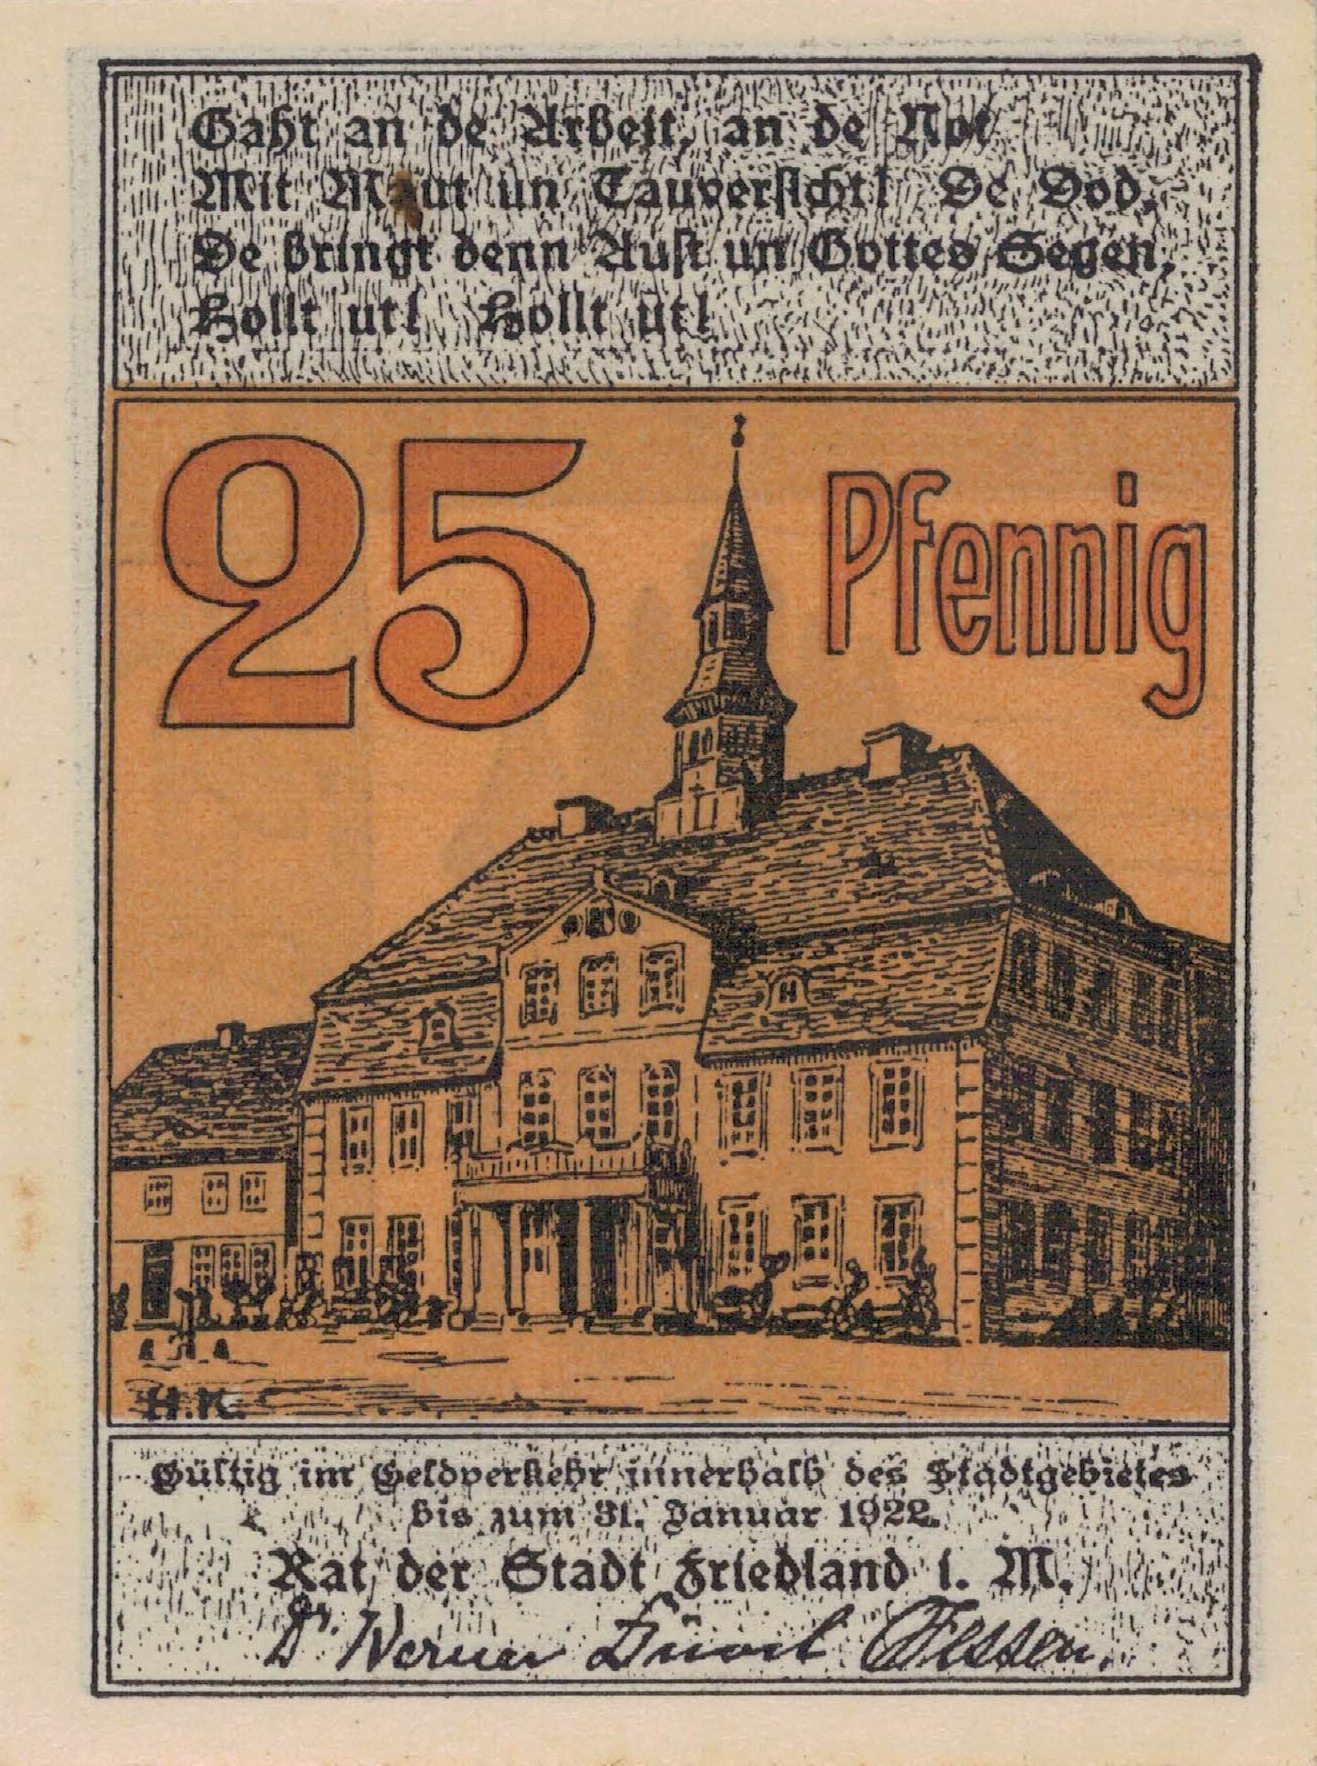 Gaht an de Arbeit, an de Not
Mit Maut un Tauversicht! De Dod,
De bringt denn Aust un Gottes Segen,
Hollt ut! Hollt ut!
25 Pfennig
H.K.
Gültig im Geldverkehr innerhalb des Stadtgebietes
bis zum 31. Januar 1922.
Rat der Stadt Friedland i. M.
Dr. Werner